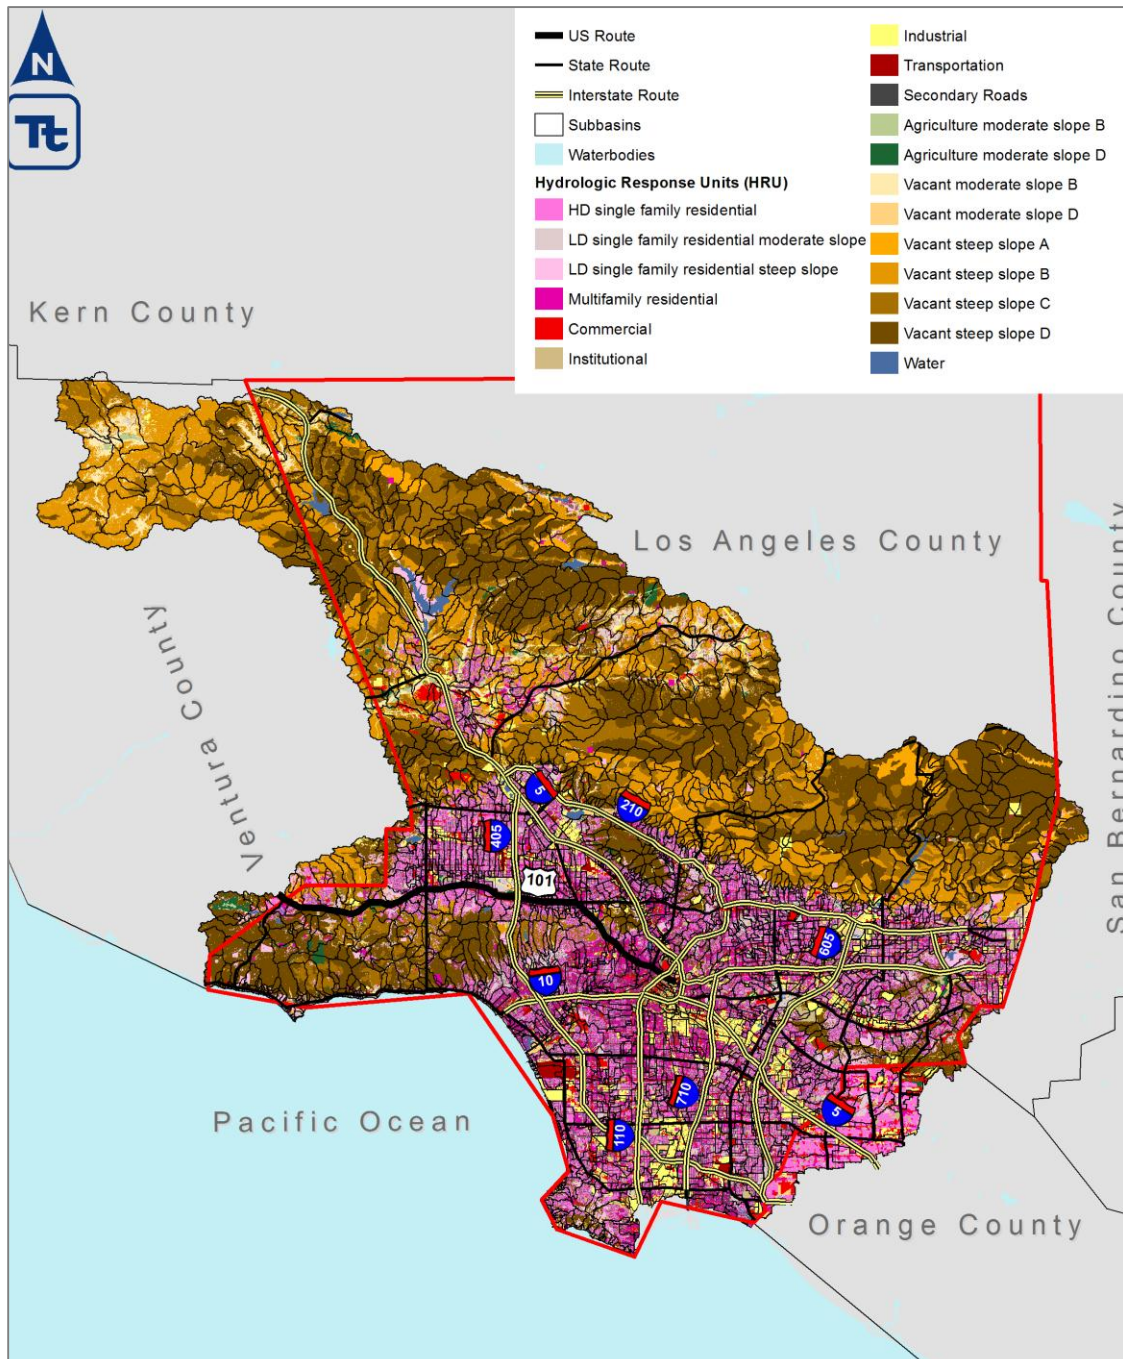 N
Tt
US Route
State Route
Interstate Route
Subbasins
Waterbodies
Hydrologic Response Units (HRU)
HD single family residential
LD single family residential moderate slope
LD single family residential steep slope
Multifamily residential
Commercial
Institutional
Industrial
Transportation
Secondary Roads
Agriculture moderate slope B
Agriculture moderate slope D
Vacant moderate slope B
Vacant moderate slope D
Vacant steep slope A
Vacant steep slope B
Vacant steep slope C
Vacant steep slope D
Water
Kern County
Los Angeles County
San Bernardino County
Ventura County
5
210
405
101
605
10
710
5
110
Pacific Ocean
Orange County